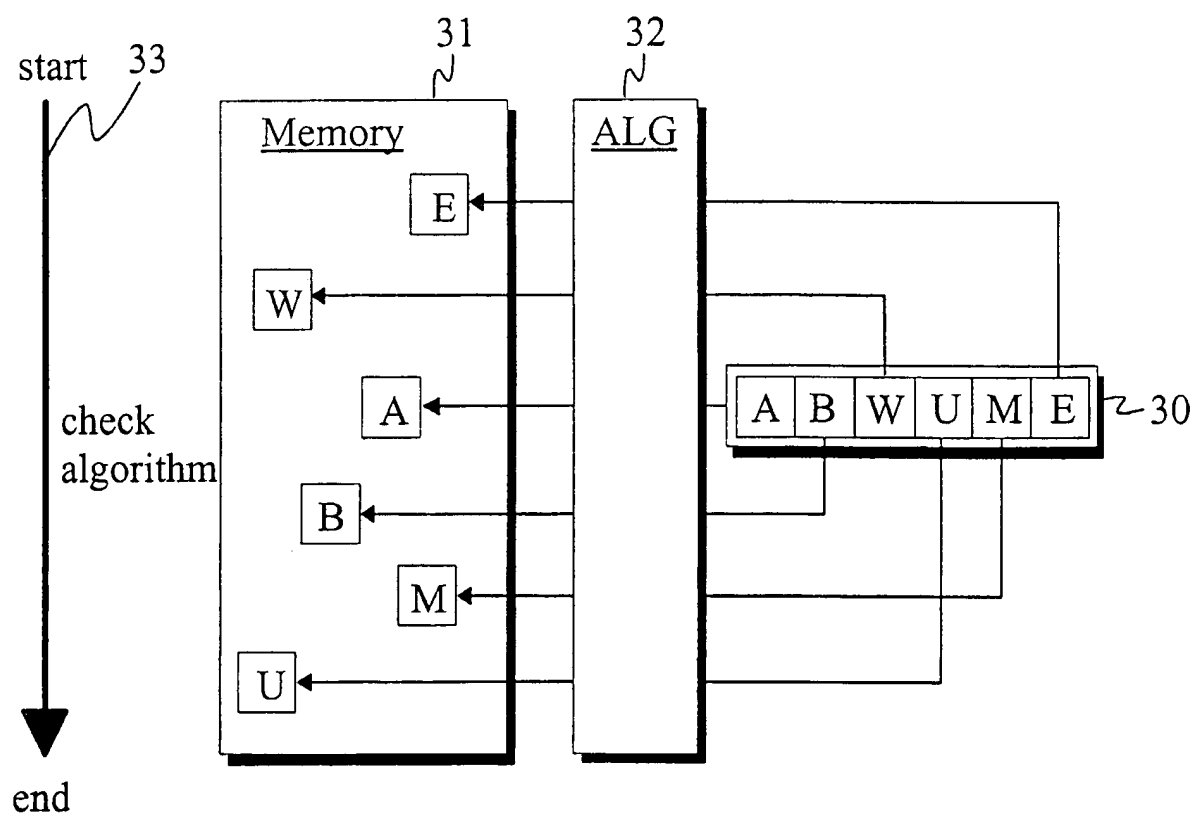 start
33
31
32
Memory
ALG
E
W
A
A B W U M E
30
check
algorithm
B
M
U
end